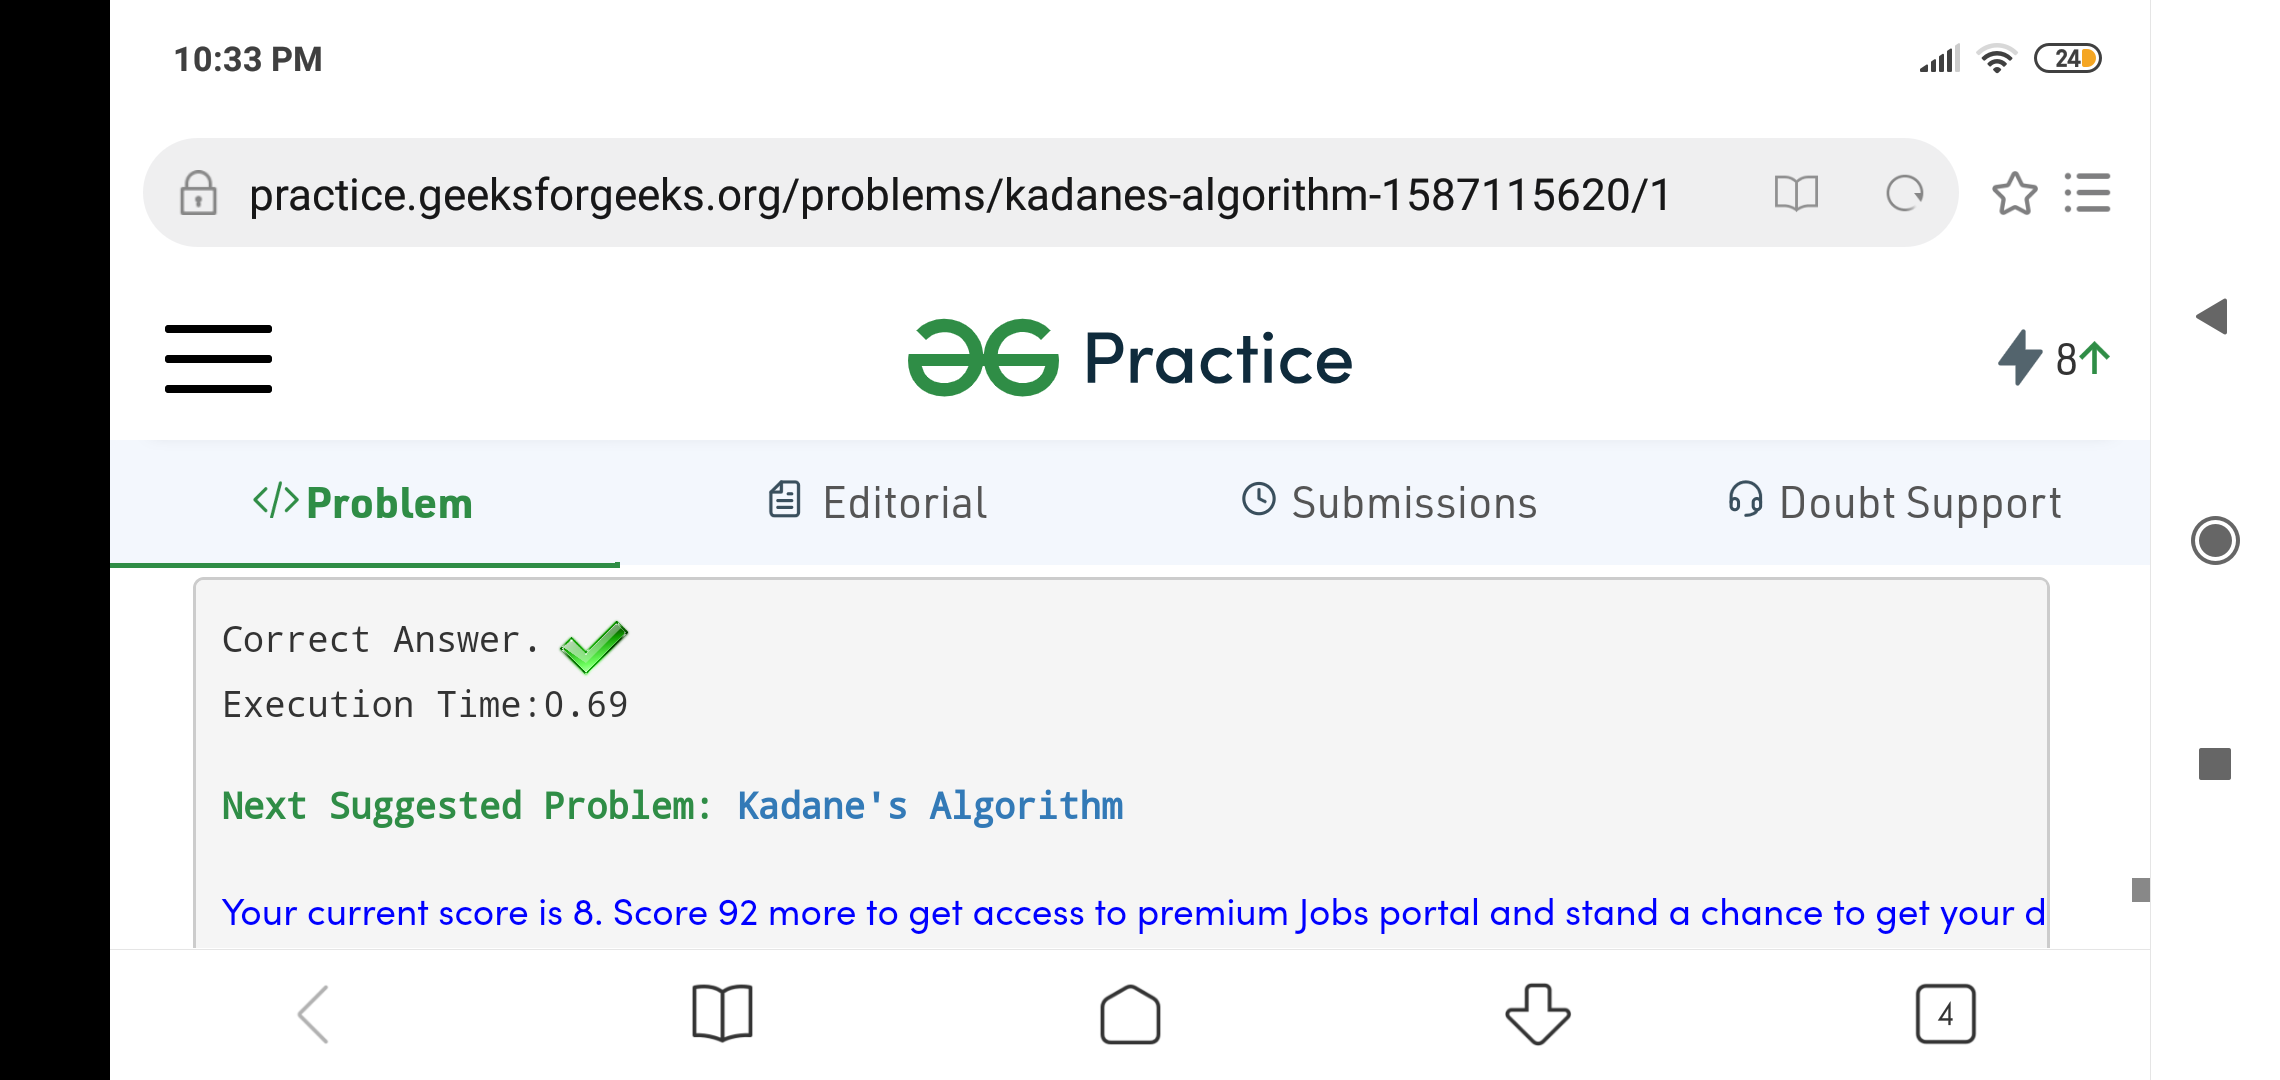 10:33 PM
24
practice.geeksforgeeks.org/problems/kadanes-algorithm-1587115620/1
Practice
8
</>Problem
Editorial
Submissions
Doubt Support
Correct Answer.
Execution Time:0.69
Next Suggested Problem: Kadane's Algorithm
Your current score is 8. Score 92 more to get access to premium Jobs portal and stand a chance to get your d
4